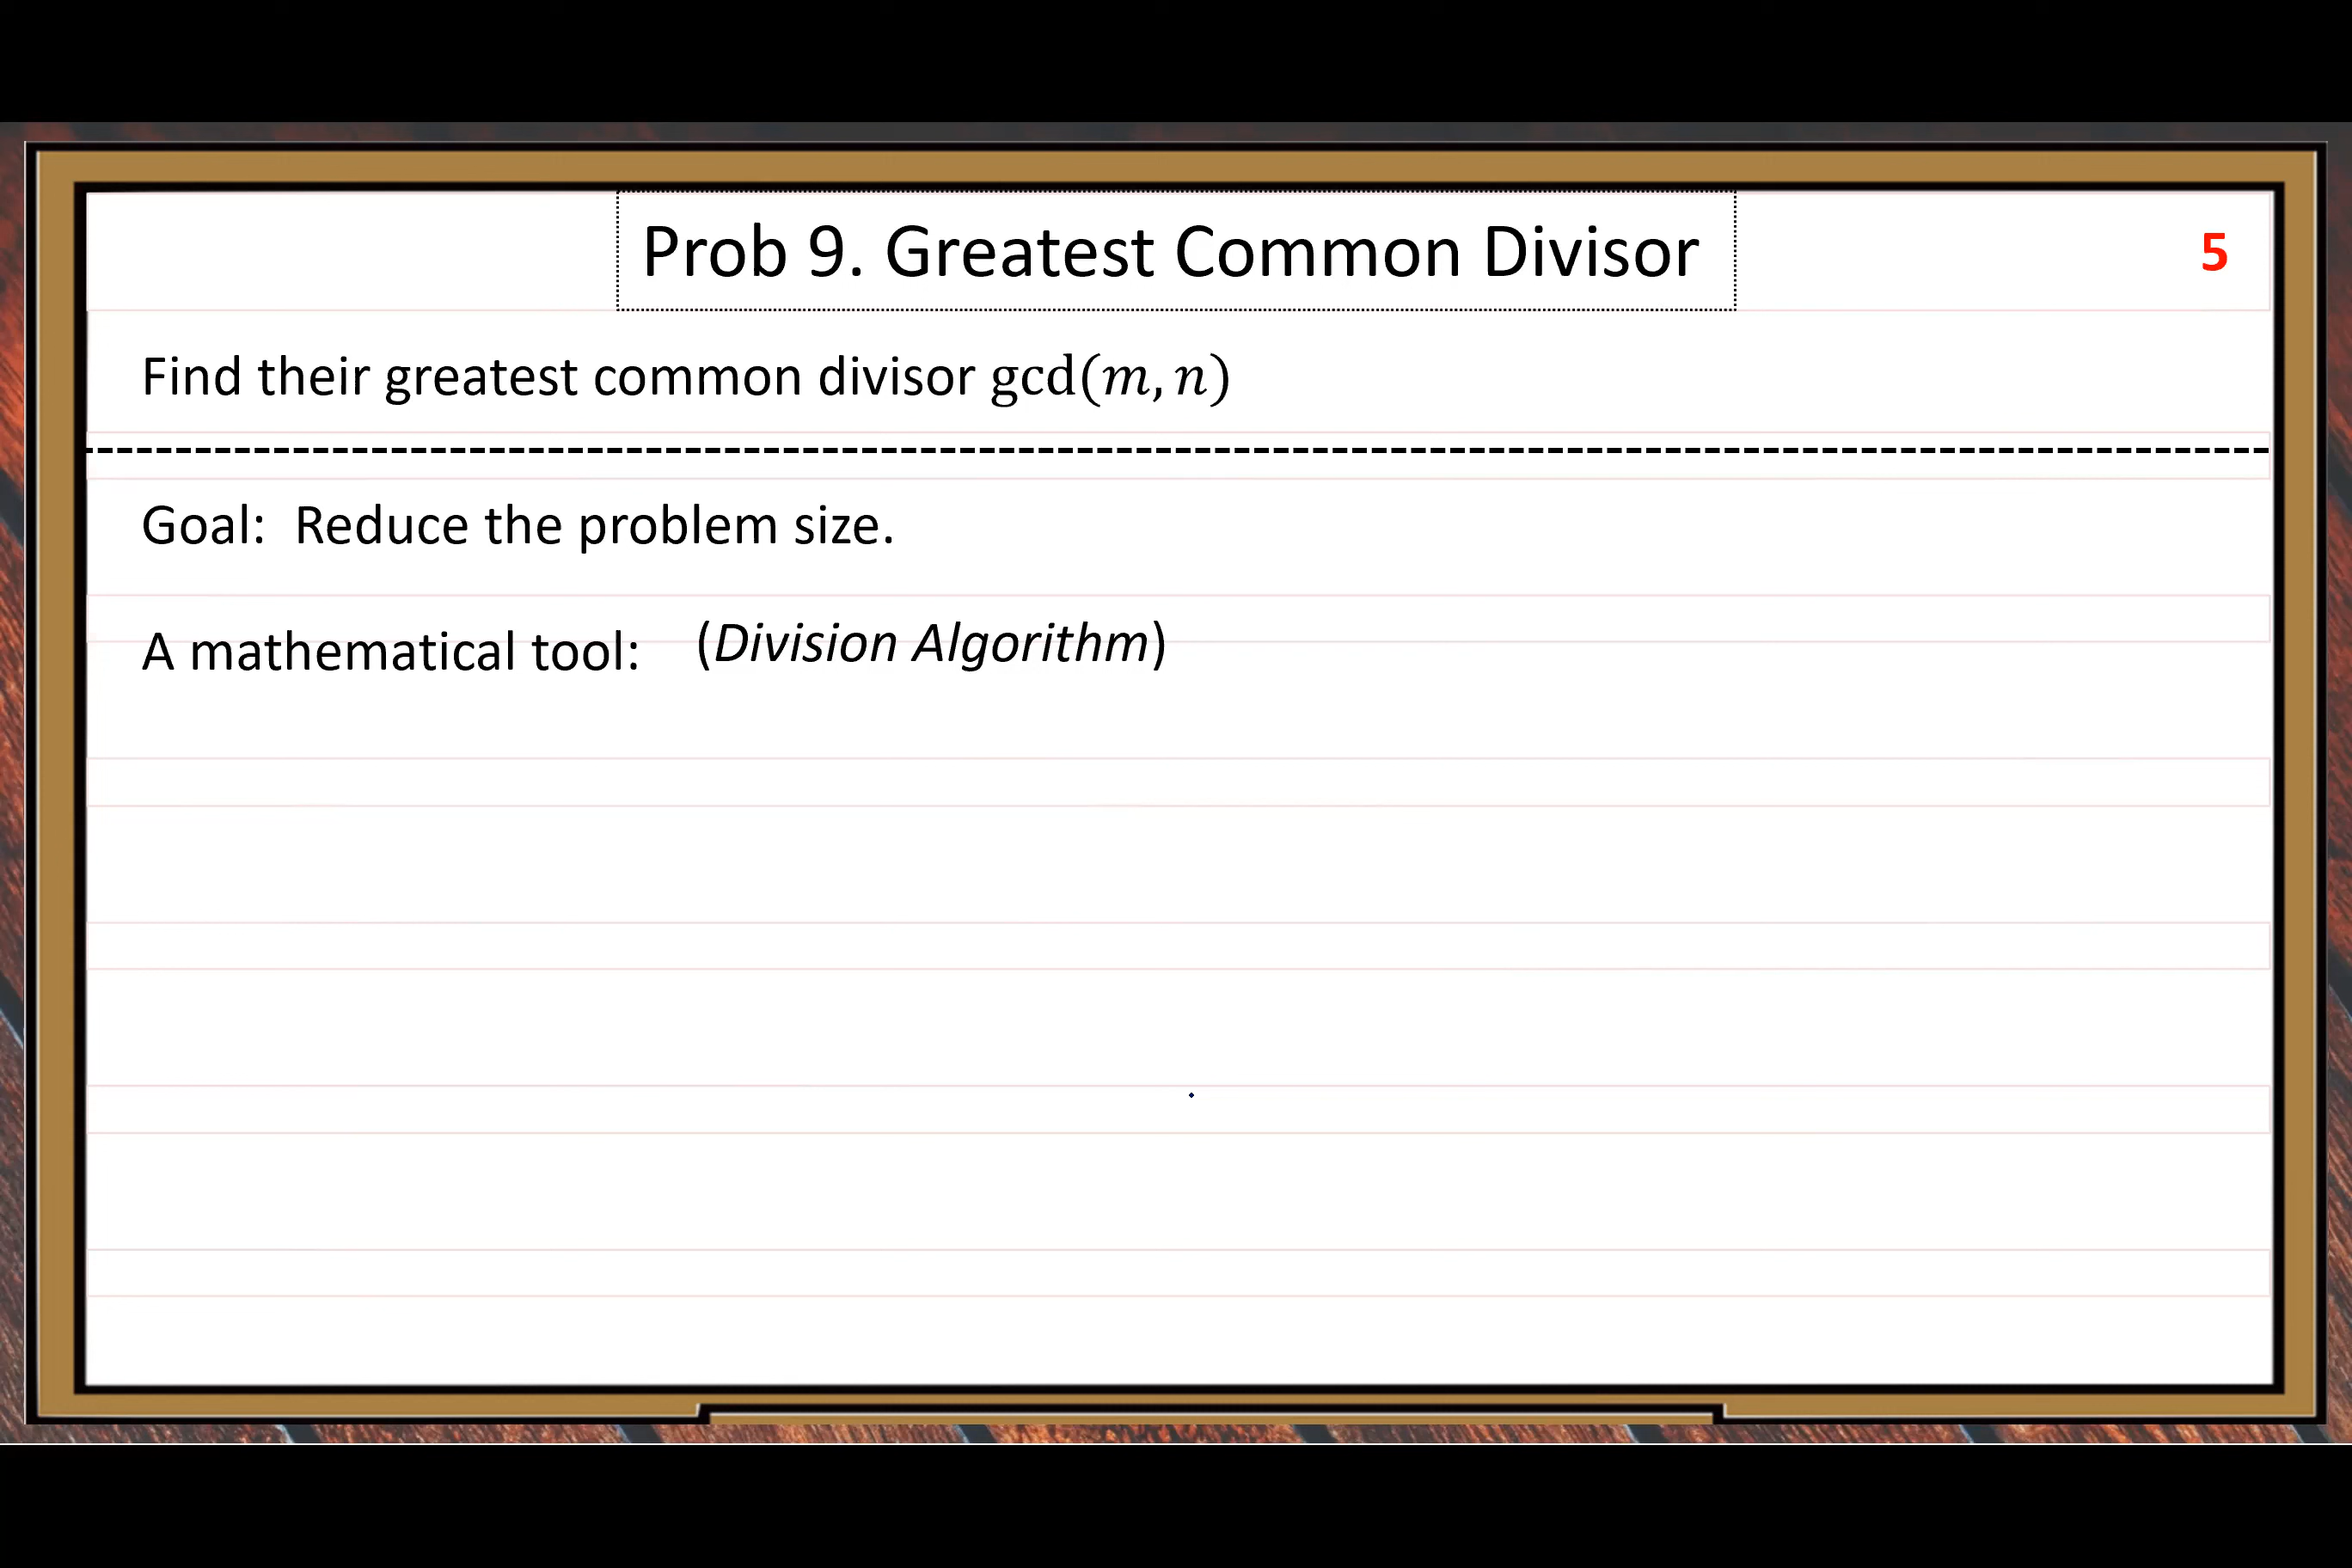 Prob 9. Greatest Common Divisor
5
Find their greatest common divisor gcd(m, n)
Goal: Reduce the problem size.
A mathematical tool: (Division Algorithm)